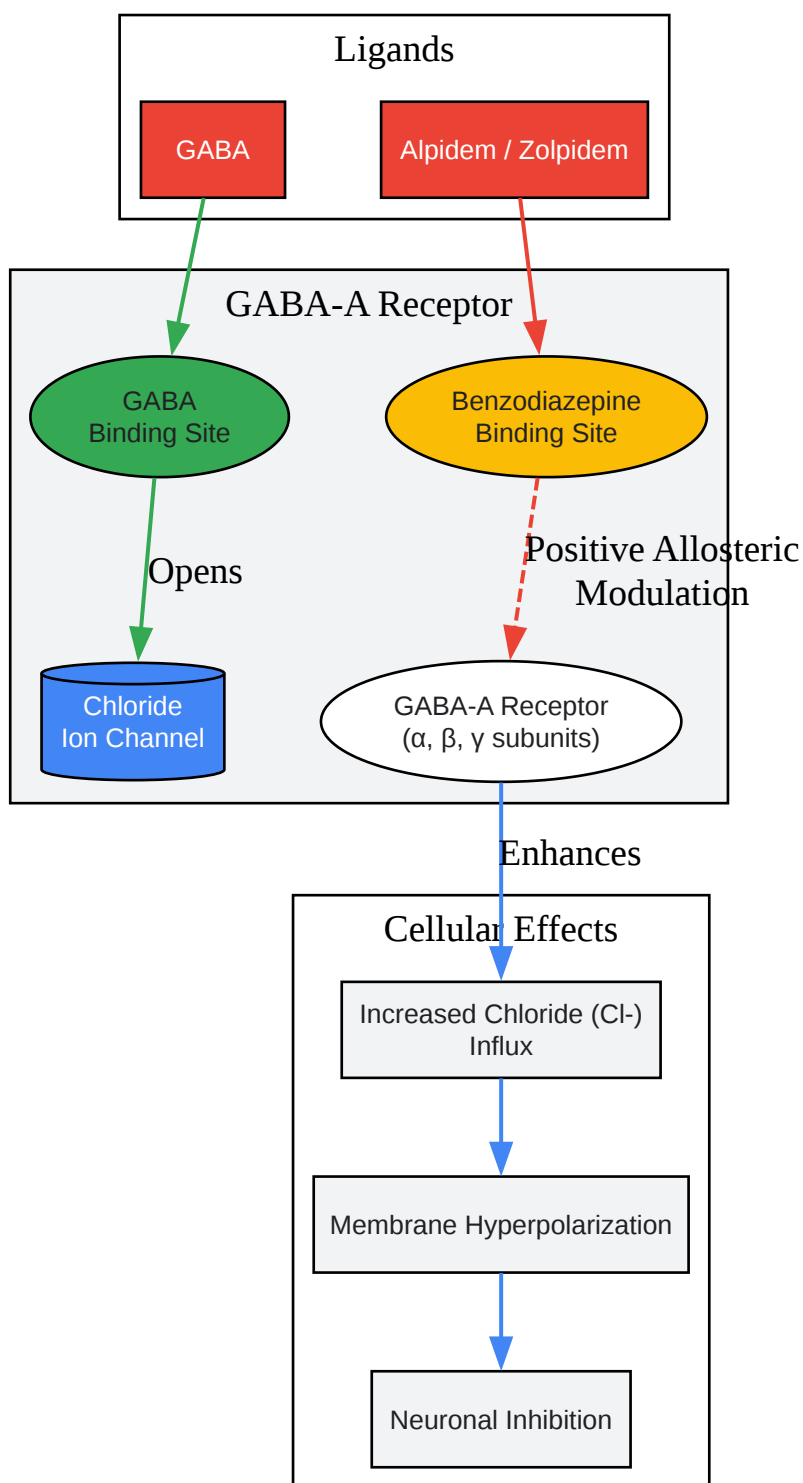 Ligands
GABA
Alpidem / Zolpidem
GABA-A Receptor
GABA
Binding Site
Benzodiazepine
Binding Site
Opens
Positive Allosteric
Modulation
Chloride
Ion Channel
GABA-A Receptor
(α, β, γ subunits)
Enhances
Cellular Effects
Increased Chloride (Cl-)
Influx
Membrane Hyperpolarization
Neuronal Inhibition